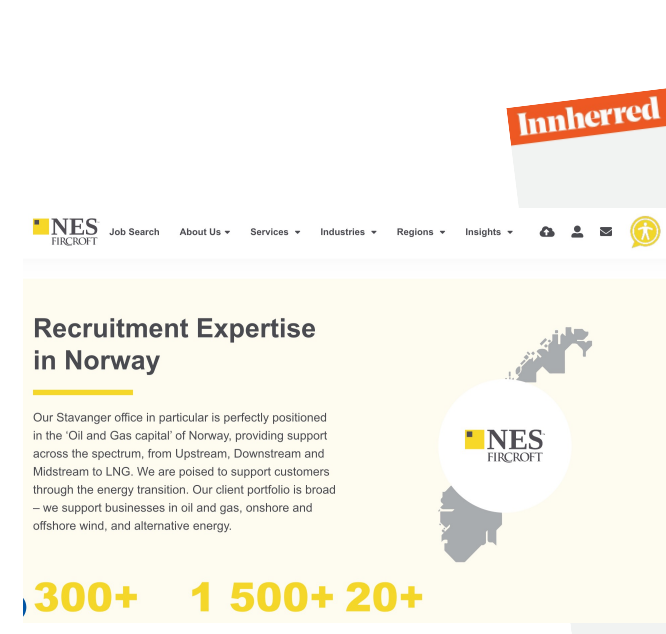 Innherred
NES
FIRCROFT
Job Search About Us Services Industries Regions Insights
Recruitment Expertise
in Norway
Our Stavanger office in particular is perfectly positioned
in the ‘Oil and Gas capital’ of Norway, providing support
across the spectrum, from Upstream, Downstream and
Midstream to LNG. We are poised to support customers
through the energy transition. Our client portfolio is broad
– we support businesses in oil and gas, onshore and
offshore wind, and alternative energy.
NES
FIRCROFT
300+ 1 500+ 20+